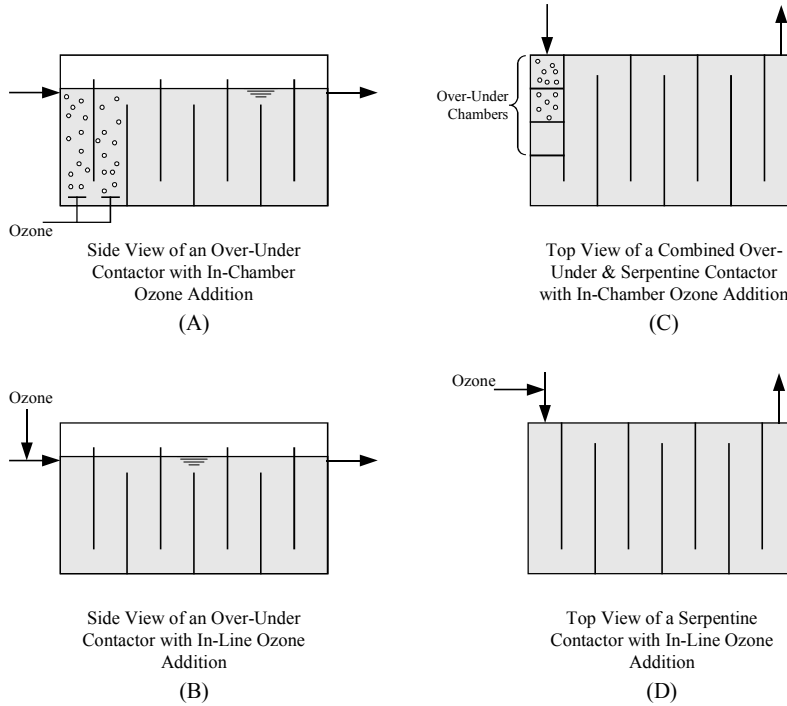 Ozone
Side View of an Over-Under
Contactor with In-Chamber
Ozone Addition
(A)
Over-Under
Chambers
Top View of a Combined Over-
Under & Serpentine Contactor
with In-Chamber Ozone Addition
(C)
Ozone
Side View of an Over-Under
Contactor with In-Line Ozone
Addition
(B)
Ozone
Top View of a Serpentine
Contactor with In-Line Ozone
Addition
(D)